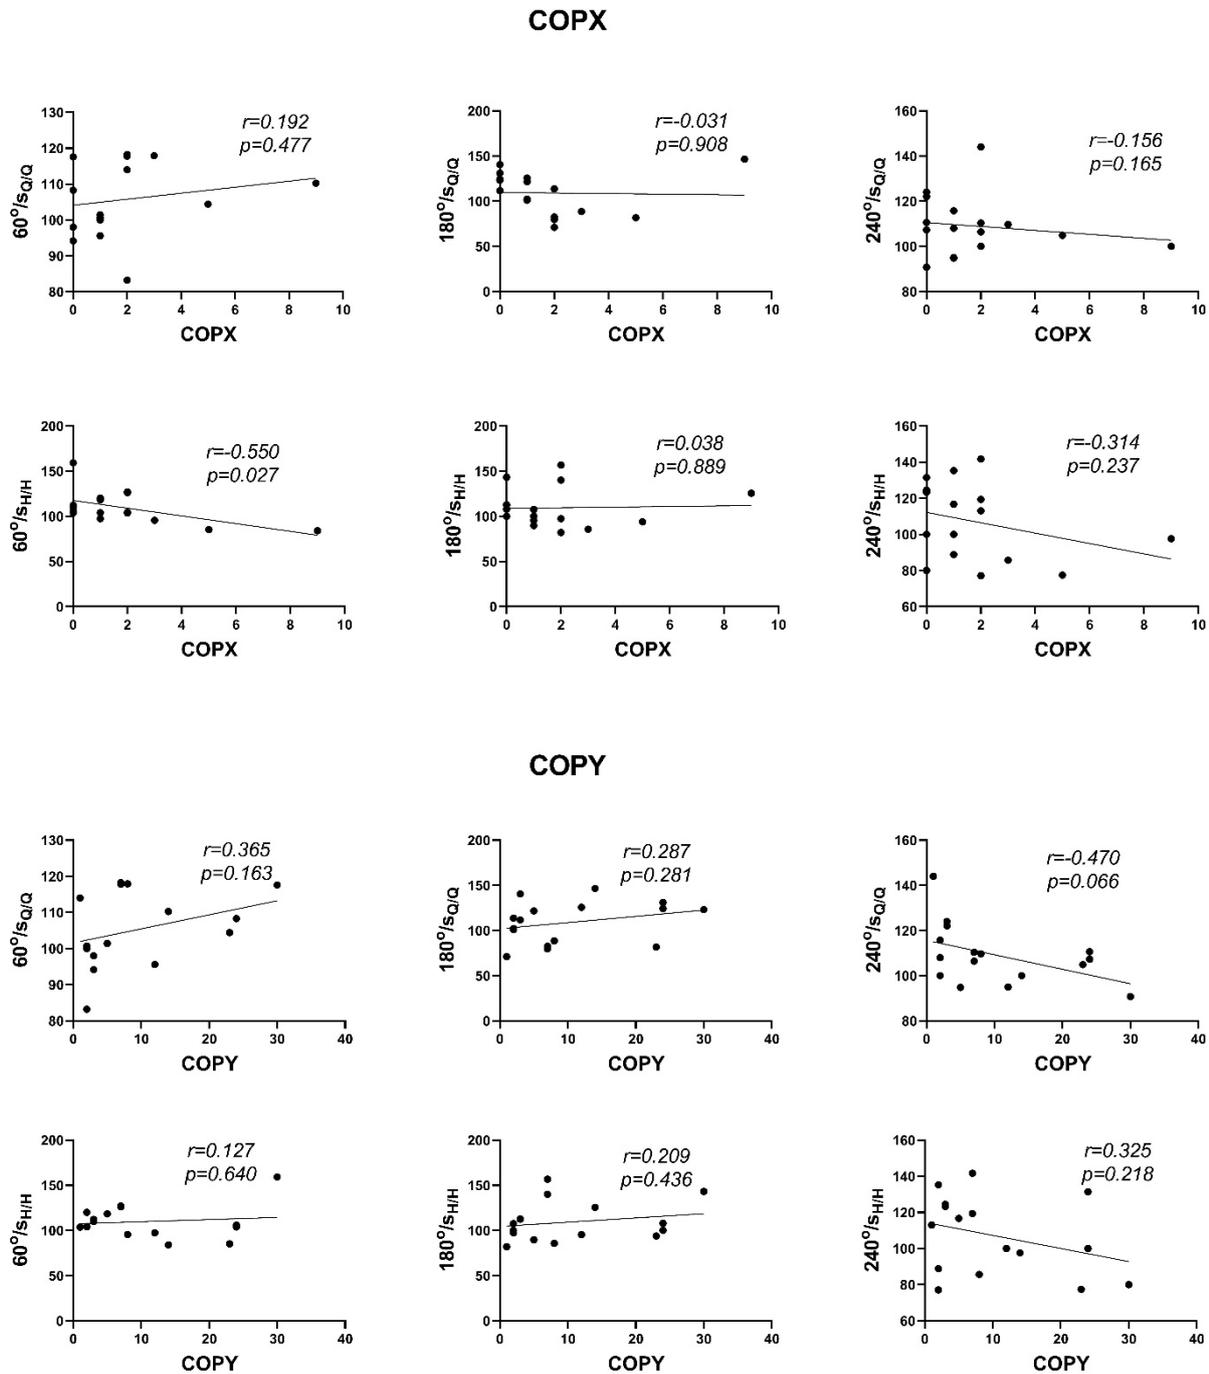 COPX
r=0.192
p=0.477
130
120
110
100
90
80
60°/sQ/Q
0 2 4 6 8 10
COPX
r=-0.031
p=0.908
200
150
100
50
0
180°/sQ/Q
0 2 4 6 8 10
COPX
r=-0.156
p=0.165
160
140
120
100
80
240°/sQ/Q
0 2 4 6 8 10
COPX
r=-0.550
p=0.027
200
150
100
50
0
60°/sH/H
0 2 4 6 8 10
COPX
r=0.038
p=0.889
200
150
100
50
0
180°/sH/H
0 2 4 6 8 10
COPX
r=-0.314
p=0.237
160
140
120
100
80
60
240°/sH/H
0 2 4 6 8 10
COPX
COPY
r=0.365
p=0.163
130
120
110
100
90
80
60°/sQ/Q
0 10 20 30 40
COPY
r=0.287
p=0.281
200
150
100
50
0
180°/sQ/Q
0 10 20 30 40
COPY
r=-0.470
p=0.066
160
140
120
100
80
240°/sQ/Q
0 10 20 30 40
COPY
r=0.127
p=0.640
200
150
100
50
0
60°/sH/H
0 10 20 30 40
COPY
r=0.209
p=0.436
200
150
100
50
0
180°/sH/H
0 10 20 30 40
COPY
r=0.325
p=0.218
160
140
120
100
80
60
240°/sH/H
0 10 20 30 40
COPY